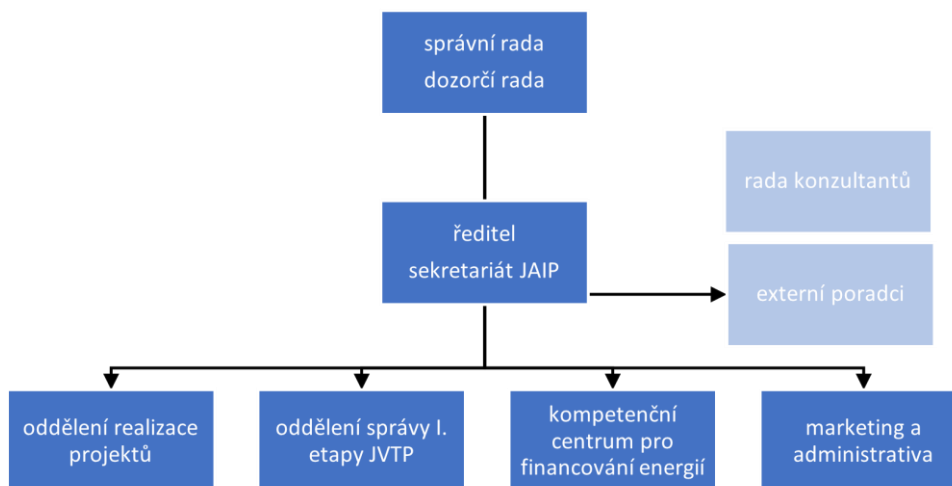 správní rada
dozorčí rada
rada konzultantů
ředitel
sekretariát JAIP
externí poradci
oddělení realizace
projektů
oddělení správy I.
etapy JVTP
kompetenční
centrum pro
financování energií
marketing a
administrativa